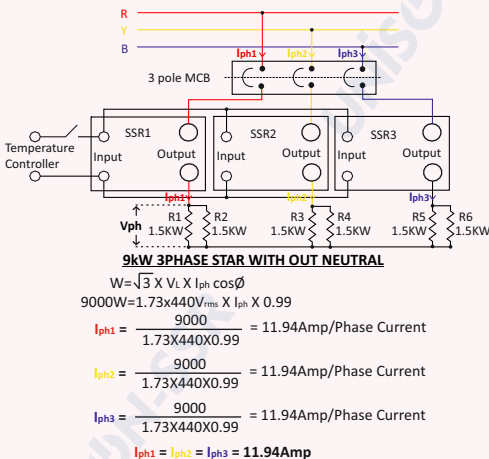 R
Y
B
Iph1 Iph2 Iph3
3 pole MCB
SSR1 SSR2 SSR3
Temperature
Controller
Input Output Input Output Input Output
Iph1 Iph2 Iph3
Vph
R1 R2 R3 R4 R5 R6
1.5KW 1.5KW 1.5KW 1.5KW 1.5KW 1.5KW
9kW 3PHASE STAR WITH OUT NEUTRAL
W=√3 X VL X Iph cosØ
9000W=1.73x440Vrms X Iph X 0.99
Iph1 = 9000 / 1.73X440X0.99 = 11.94Amp/Phase Current
Iph2 = 9000 / 1.73X440X0.99 = 11.94Amp/Phase Current
Iph3 = 9000 / 1.73X440X0.99 = 11.94Amp/Phase Current
Iph1 = Iph2 = Iph3 = 11.94Amp